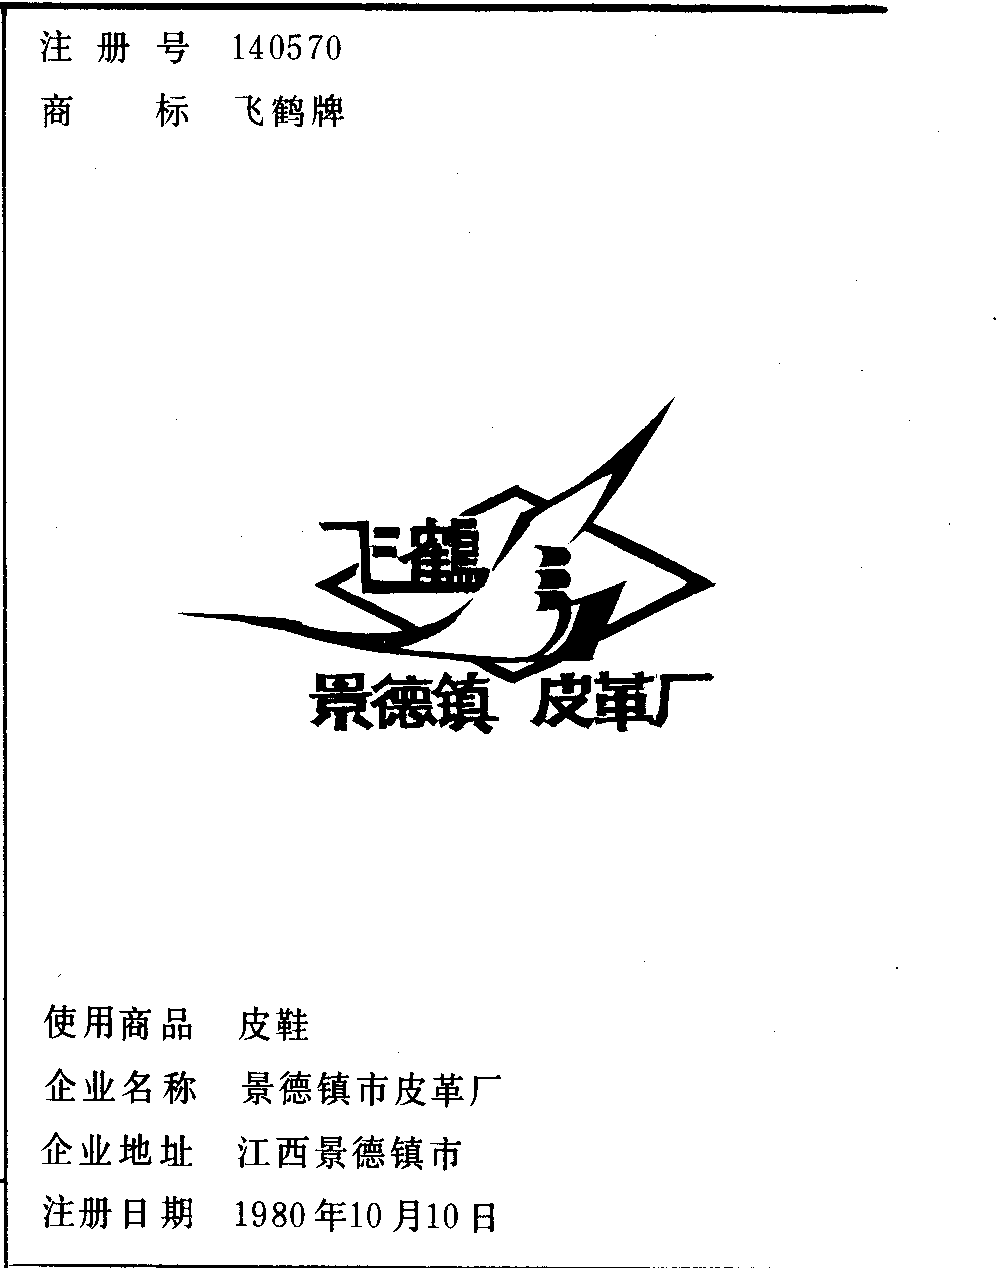 注册号 140570
商标 飞鹤牌
飞鹤
景德镇 皮革厂
使用商品 皮鞋
企业名称 景德镇市皮革厂
企业地址 江西景德镇市
注册日期 1980年10月10日